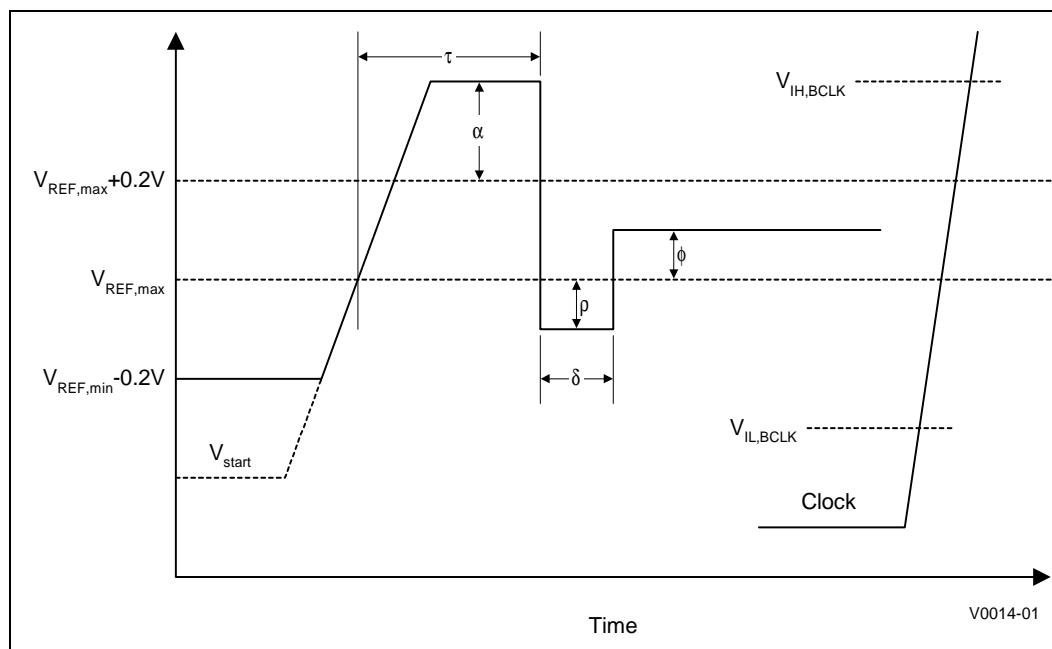 τ
V_IH,BCLK
α
V_REF,max+0.2V
ϕ
V_REF,max
ρ
V_REF,min-0.2V
δ
V_IL,BCLK
V_start
Clock
V0014-01
Time